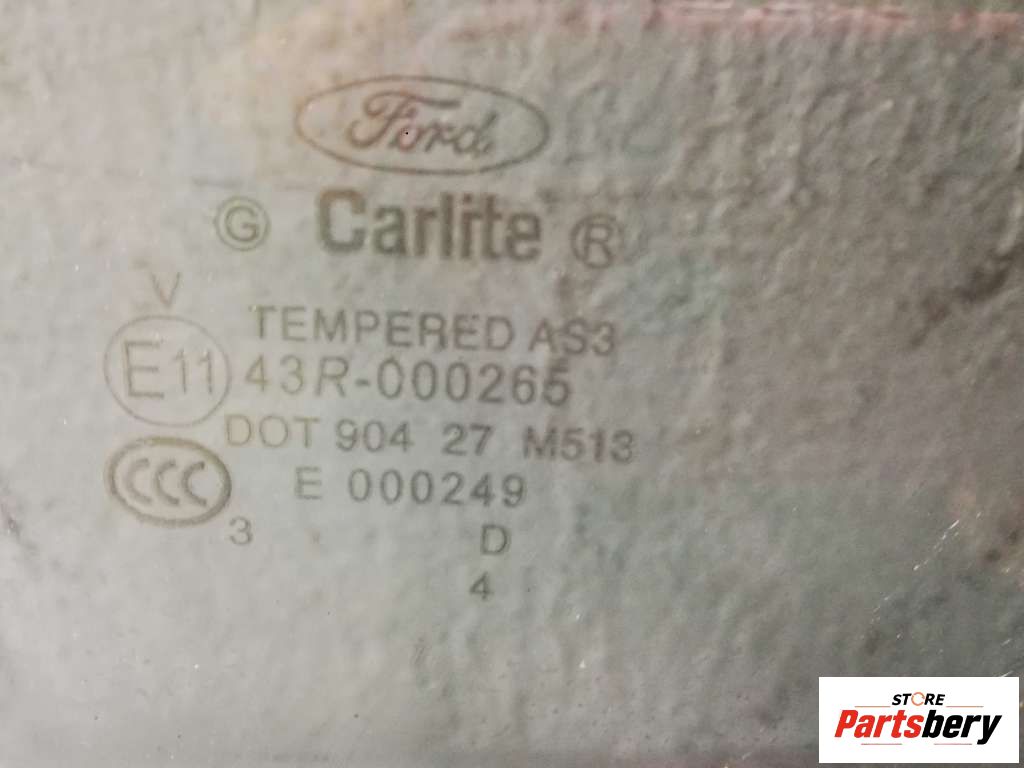 Ford
G Carlite ®
V
TEMPERED AS3
E11 43R-000265
DOT 904 27 M513
CCC E 000249
3 D
4
STORE
Partsbery